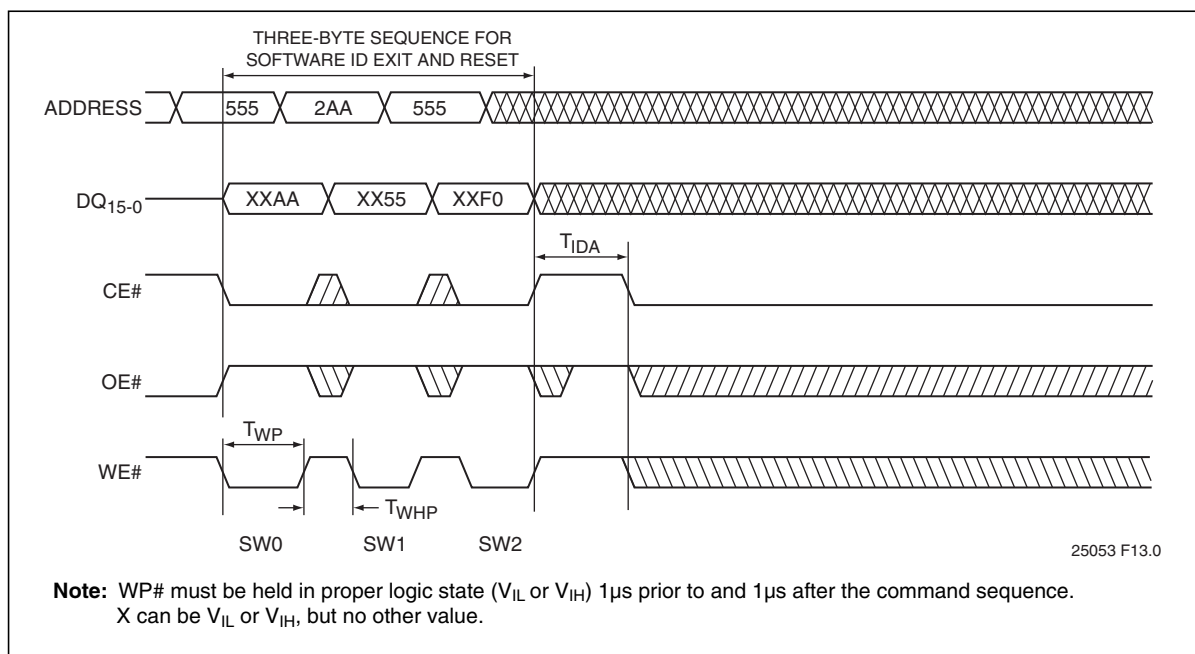 THREE-BYTE SEQUENCE FOR
SOFTWARE ID EXIT AND RESET
ADDRESS 555 2AA 555
DQ15-0 XXAA XX55 XXF0
TIDA
CE#
OE#
TWP
WE#
TWHP
SW0 SW1 SW2
25053 F13.0
Note: WP# must be held in proper logic state (VIL or VIH) 1µs prior to and 1µs after the command sequence.
X can be VIL or VIH, but no other value.